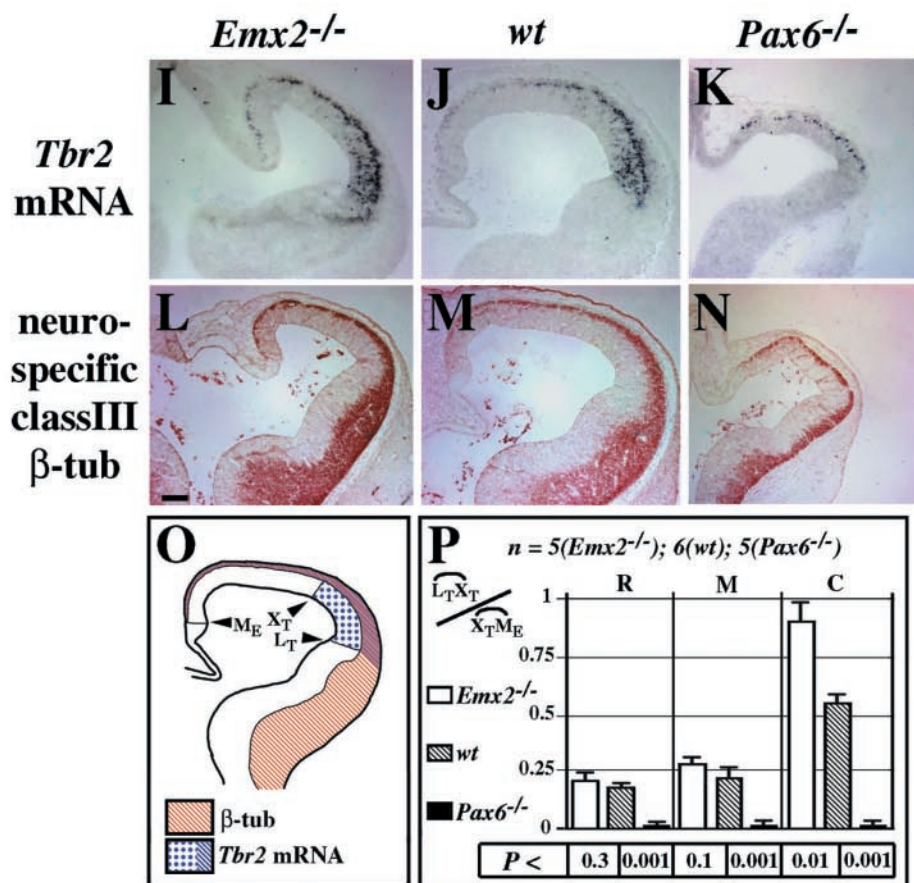 Emx2-/- wt Pax6-/-
I J K
Tbr2
mRNA
L M N
neuro-
specific
classIII
β-tub
O
ME XT
LT
β-tub
Tbr2 mRNA
P n = 5(Emx2-/-); 6(wt); 5(Pax6-/-)
LTXT
XTME
R M C
1
0.75
0.5
0.25
0
Emx2-/-
wt
Pax6-/-
P < 0.3 0.001 0.1 0.001 0.01 0.001